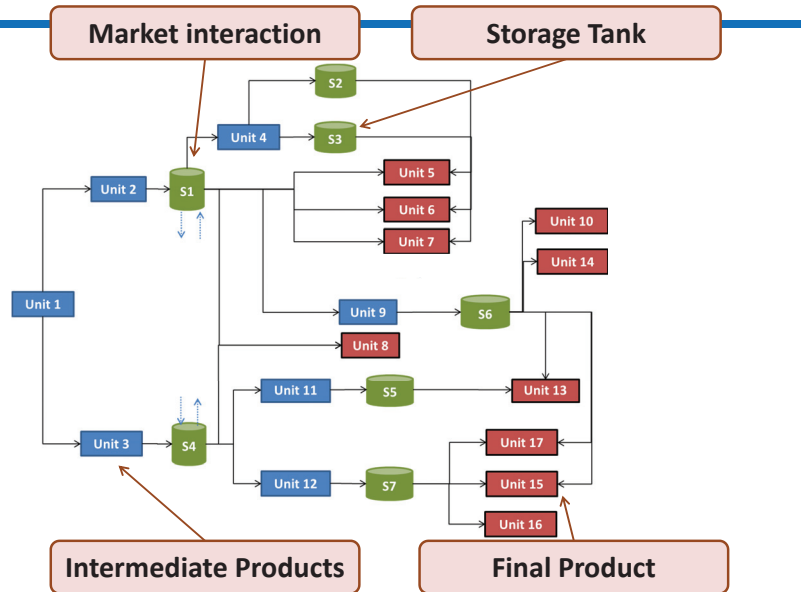 Market interaction
Storage Tank
S2
Unit 4
S3
Unit 5
Unit 2
S1
Unit 6
Unit 10
Unit 7
Unit 14
Unit 1
Unit 9
S6
Unit 8
Unit 11
S5
Unit 13
Unit 3
S4
Unit 17
Unit 12
S7
Unit 15
Unit 16
Intermediate Products
Final Product